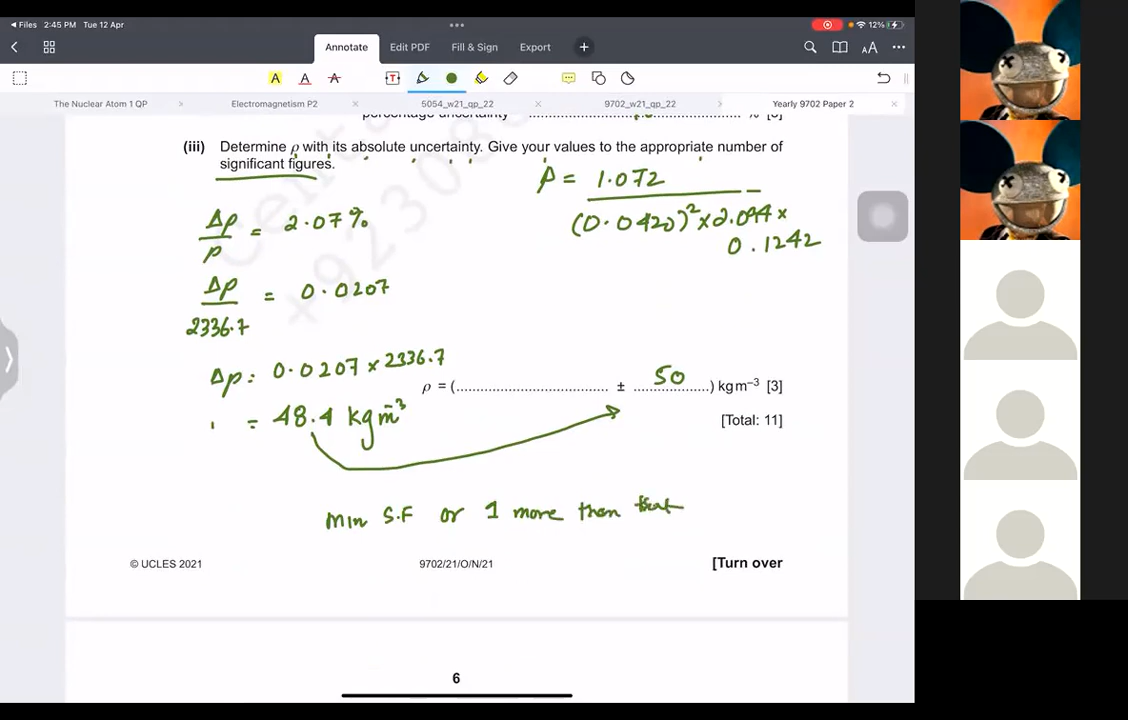 Files 2:45 PM Tue 12 Apr 12%
Annotate Edit PDF Fill & Sign Export
The Nuclear Atom 1 QP Electromagnetism P2 5054_w21_qp_22 9702_w21_qp_22 Yearly 9702 Paper 2
percentage uncertainty .......... % [3]
(iii) Determine ρ with its absolute uncertainty. Give your values to the appropriate number of
significant figures.
ρ = 1.072
(0.0420)² × 2.094 ×
0.1242
Δρ
= 2.07%
ρ
Δρ
= 0.0207
2336.7
Δρ = 0.0207 × 2336.7
ρ = (.................................... ± 50 ) kg m⁻³ [3]
= 48.4 kg m⁻³
[Total: 11]
Min S.F or 1 more then that
© UCLES 2021 9702/21/O/N/21 [Turn over
6